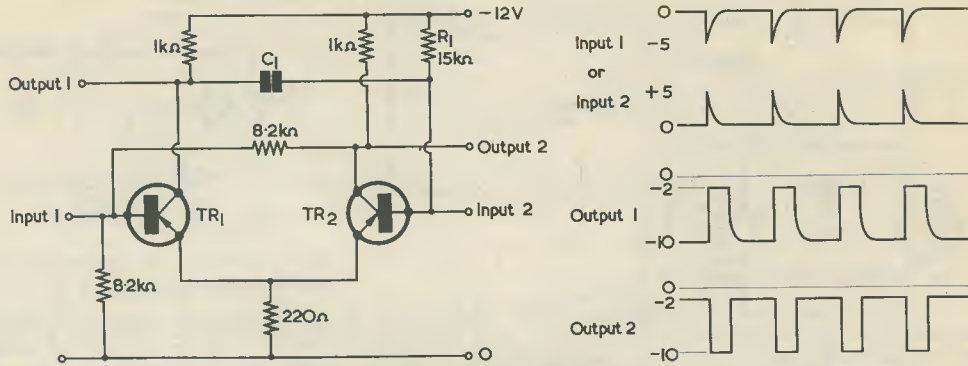 −12V
1kΩ
1kΩ
R1
15kΩ
C1
Output 1
8·2kΩ
Output 2
Input 1
TR1
TR2
Input 2
8·2kΩ
220Ω
0
0
Input 1
−5
or
Input 2
+5
0
0
−2
Output 1
−10
0
−2
Output 2
−10